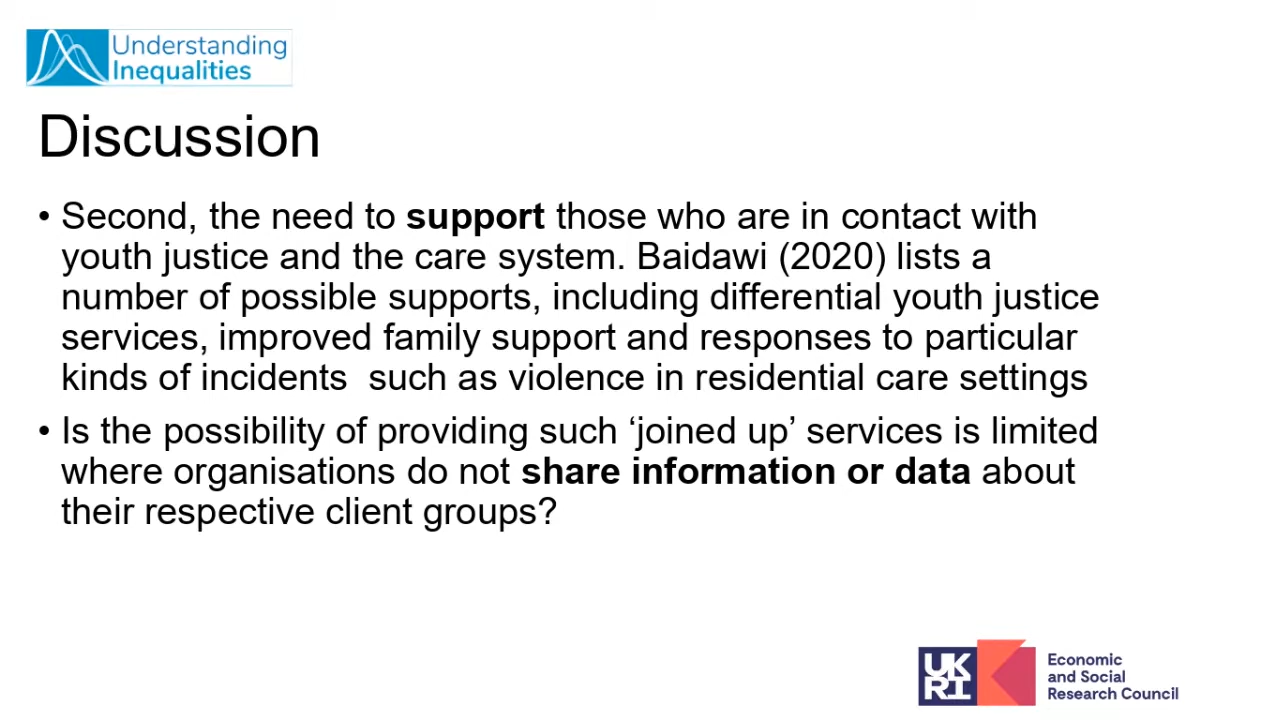 Understanding
Inequalities
Discussion
• Second, the need to support those who are in contact with
youth justice and the care system. Baidawi (2020) lists a
number of possible supports, including differential youth justice
services, improved family support and responses to particular
kinds of incidents  such as violence in residential care settings
• Is the possibility of providing such ‘joined up’ services is limited
where organisations do not share information or data about
their respective client groups?
UK
RI
Economic
and Social
Research Council